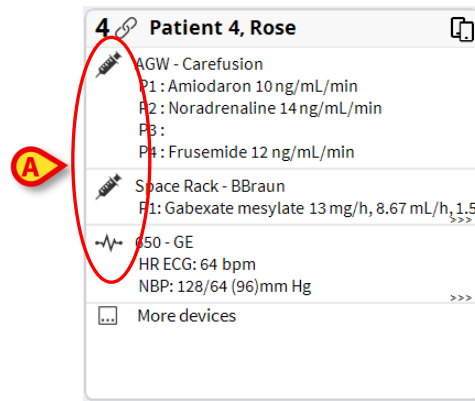 4 Patient 4, Rose
AGW - Carefusion
P1 : Amiodaron 10 ng/mL/min
P2 : Noradrenaline 14 ng/mL/min
P3 :
P4 : Frusemide 12 ng/mL/min
A
Space Rack - BBraun
P1: Gabexate mesylate 13 mg/h, 8.67 mL/h, 1.5
>>>
650 - GE
HR ECG: 64 bpm
NBP: 128/64 (96)mm Hg
>>>
... More devices